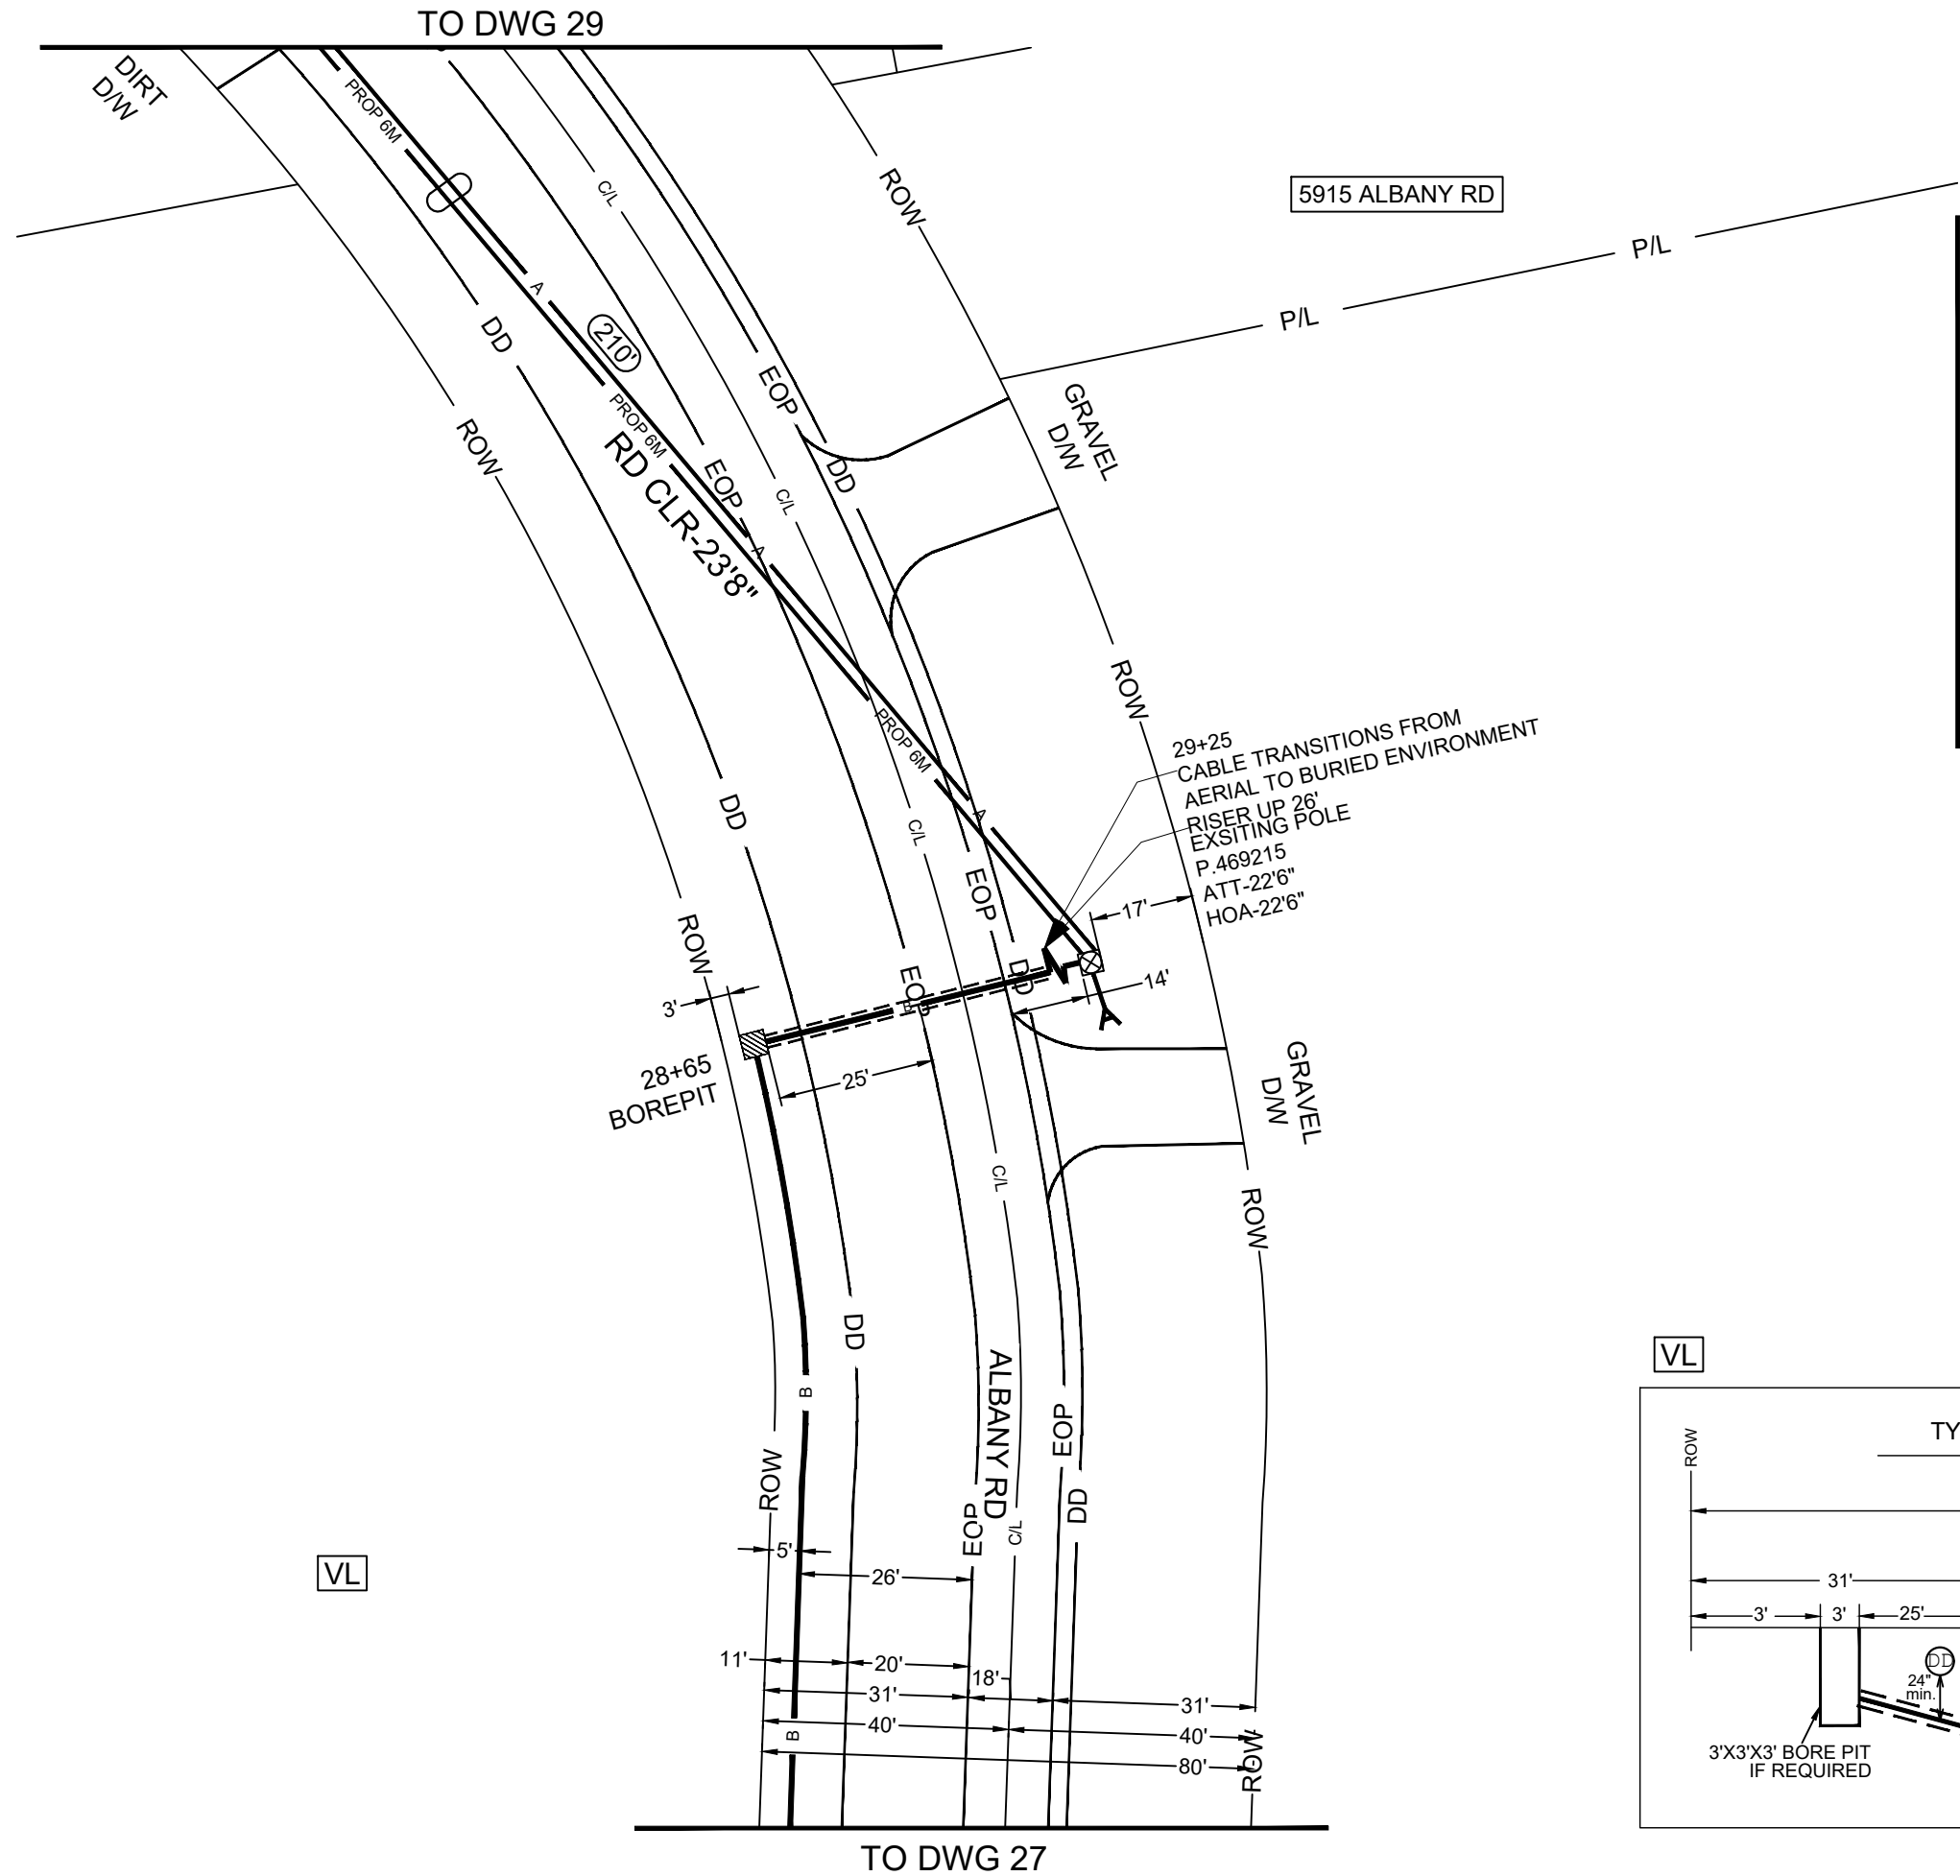 TO DWG 29
DIRT
D/W
PROP 6M
C/L
ROW
5915 ALBANY RD
P/L
P/L
A
DD
210'
EOP
GRAVEL
D/W
ROW
PROP 6M
RD CLR-23'8"
EOP
C/L
DD
A
ROW
29+25
CABLE TRANSITIONS FROM
AERIAL TO BURIED ENVIRONMENT
RISER UP 26'
EXSITING POLE
P.469215
ATT-22'6"
HOA-22'6"
PROP 6M
DD
C/L
A
EOP
17'
ROW
EOP
DD
14'
3'
B
28+65
BOREPIT
25'
GRAVEL
D/W
C/L
ROW
DD
ALBANY RD
B
EOP
VL
ROW
EOP
C/L
DD
5'
26'
VL
11'
20'
18'
31'
31'
40'
40'
B
80'
ROW
TO DWG 27
TY
ROW
31'
3'
3'
25'
DD
24"
min.
3'X3'X3' BORE PIT
IF REQUIRED